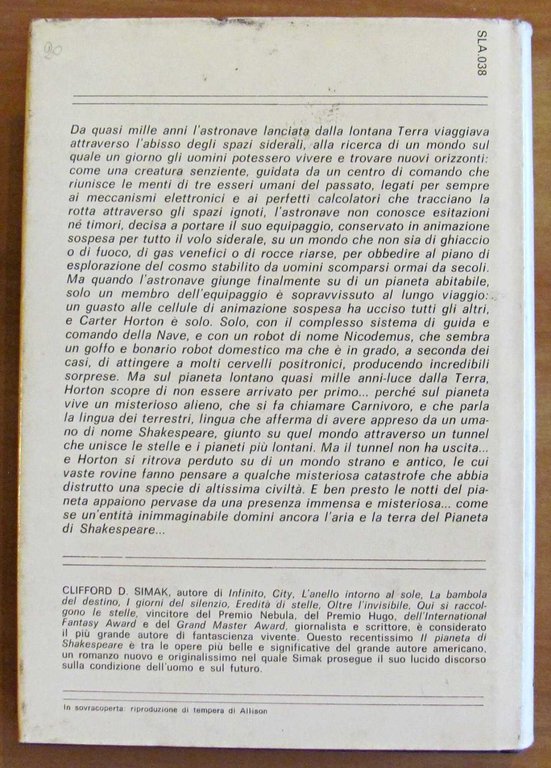 20
SLA.038
Da quasi mille anni l'astronave lanciata dalla lontana Terra viaggiava
attraverso l'abisso degli spazi siderali, alla ricerca di un mondo sul
quale un giorno gli uomini potessero vivere e trovare nuovi orizzonti:
come una creatura senziente, guidata da un centro di comando che
riunisce le menti di tre esseri umani del passato, legati per sempre
ai meccanismi elettronici e ai perfetti calcolatori che tracciano la
rotta attraverso gli spazi ignoti, l'astronave non conosce esitazioni
né timori, decisa a portare il suo equipaggio, conservato in animazione
sospesa per tutto il volo siderale, su un mondo che non sia di ghiaccio
o di fuoco, di gas venefici o di rocce riarse, per obbedire al piano di
esplorazione del cosmo stabilito da uomini scomparsi ormai da secoli.
Ma quando l'astronave giunge finalmente su di un pianeta abitabile,
solo un membro dell'equipaggio è sopravvissuto al lungo viaggio:
un guasto alle cellule di animazione sospesa ha ucciso tutti gli altri,
e Carter Horton è solo. Solo, con il complesso sistema di guida e
comando della Nave, e con un robot di nome Nicodemus, che sembra
un goffo e bonario robot domestico ma che è in grado, a seconda dei
casi, di attingere a molti cervelli positronici, producendo incredibili
sorprese. Ma sul pianeta lontano quasi mille anni-luce dalla Terra,
Horton scopre di non essere arrivato per primo... perché sul pianeta
vive un misterioso alieno, che si fa chiamare Carnivoro, e che parla
la lingua dei terrestri, lingua che afferma di avere appreso da un uma-
no di nome Shakespeare, giunto su quel mondo attraverso un tunnel
che unisce le stelle e i pianeti più lontani. Ma il tunnel non ha uscita...
e Horton si ritrova perduto su di un mondo strano e antico, le cui
vaste rovine fanno pensare a qualche misteriosa catastrofe che abbia
distrutto una specie di altissima civiltà. E ben presto le notti del pia-
neta appaiono pervase da una presenza immensa e misteriosa... come
se un'entità inimmaginabile domini ancora l'aria e la terra del Pianeta
di Shakespeare...
CLIFFORD D. SIMAK, autore di Infinito, City, L'anello intorno al sole, La bambola
del destino, I giorni del silenzio, Eredità di stelle, Oltre l'invisibile, Qui si raccol-
gono le stelle, vincitore del Premio Nebula, del Premio Hugo, dell'International
Fantasy Award e del Grand Master Award, giornalista e scrittore, è considerato
il più grande autore di fantascienza vivente. Questo recentissimo Il pianeta di
Shakespeare è tra le opere più belle e significative del grande autore americano,
un romanzo nuovo e originalissimo nel quale Simak prosegue il suo lucido discorso
sulla condizione dell'uomo e sul futuro.
In sovracoperta: riproduzione di tempera di Allison